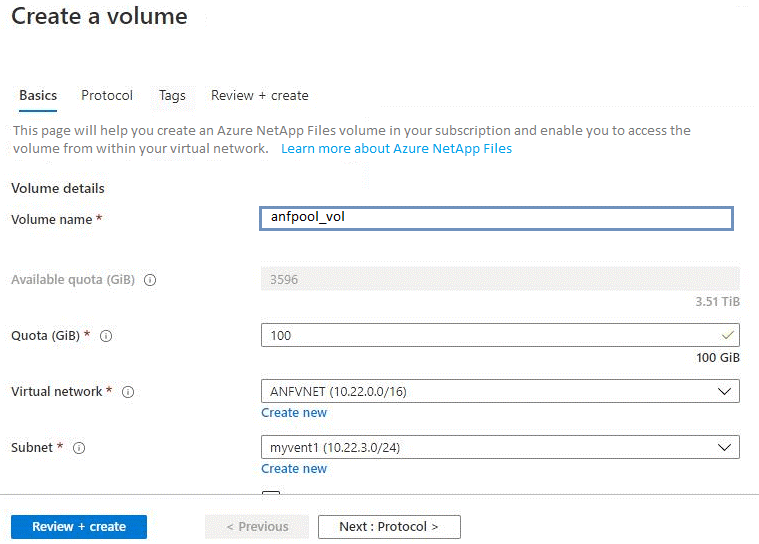 Create a volume
Basics Protocol Tags Review + create
This page will help you create an Azure NetApp Files volume in your subscription and enable you to access the
volume from within your virtual network. Learn more about Azure NetApp Files
Volume details
Volume name * anfpool_vol
Available quota (GiB) 3596
3.51 TiB
Quota (GiB) * 100
100 GiB
Virtual network * ANFVNET (10.22.0.0/16)
Create new
Subnet * myvent1 (10.22.3.0/24)
Create new
Review + create < Previous Next : Protocol >